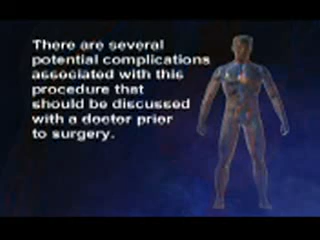 There are several
potential complications
associated with this
procedure that
should be discussed
with a doctor prior
to surgery.